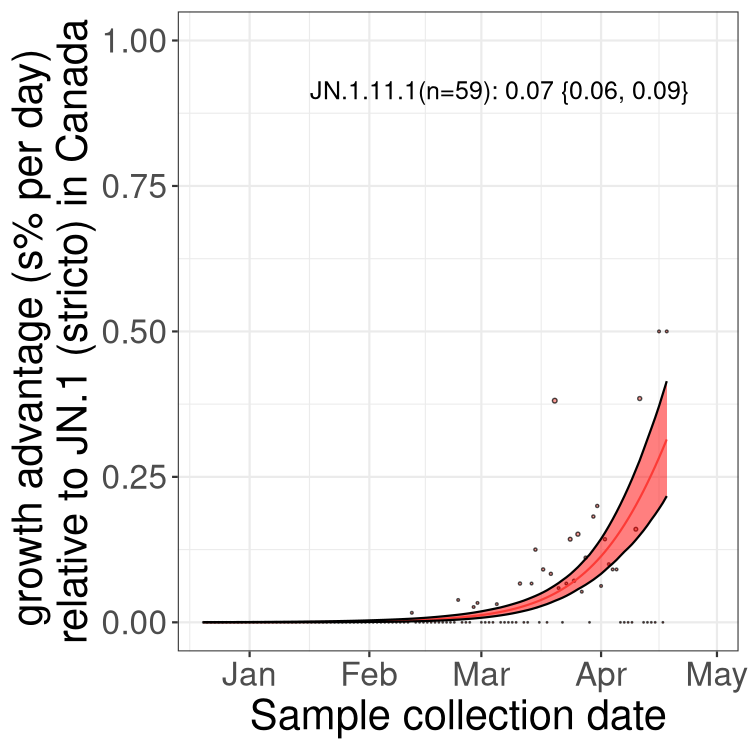 growth advantage (s% per day)
relative to JN.1 (stricto) in Canada
1.00
JN.1.11.1(n=59): 0.07 {0.06, 0.09}
0.75
0.50
0.25
0.00
Jan Feb Mar Apr May
Sample collection date